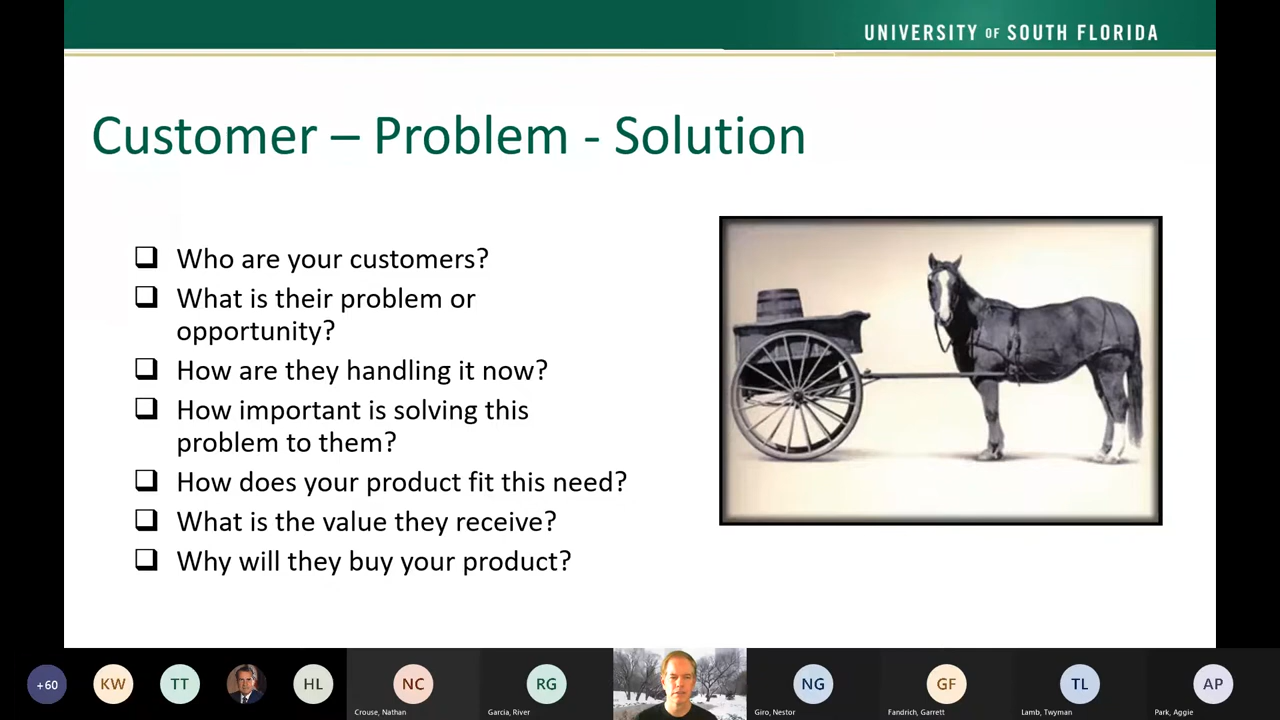 UNIVERSITY OF SOUTH FLORIDA
Customer – Problem - Solution
Who are your customers?
What is their problem or
opportunity?
How are they handling it now?
How important is solving this
problem to them?
How does your product fit this need?
What is the value they receive?
Why will they buy your product?
+60
KW
TT
HL
NC
RG
NG
GF
TL
AP
Crouse, Nathan
Garcia, River
Giro, Nestor
Fandrich, Garrett
Lamb, Twyman
Park, Aggie